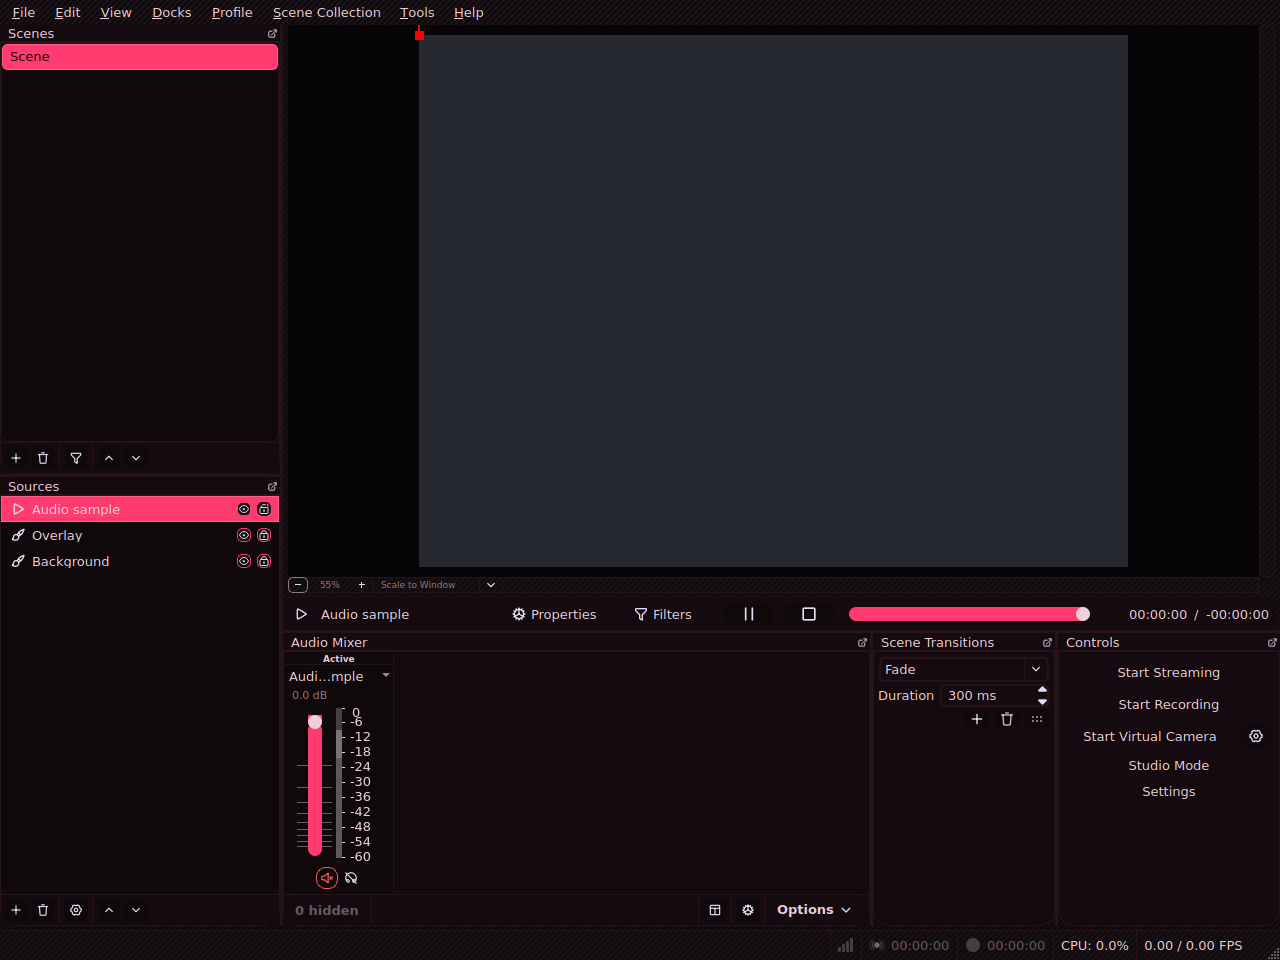 File Edit View Docks Profile Scene Collection Tools Help
Scenes
Scene
Sources
Audio sample
Overlay
Background
55% Scale to Window
Audio sample Properties Filters 00:00:00 / -00:00:00
Audio Mixer
Active
Audi...mple
0.0 dB
0
-6
-12
-18
-24
-30
-36
-42
-48
-54
-60
0 hidden Options
Scene Transitions
Fade
Duration 300 ms
Controls
Start Streaming
Start Recording
Start Virtual Camera
Studio Mode
Settings
00:00:00 00:00:00 CPU: 0.0% 0.00 / 0.00 FPS